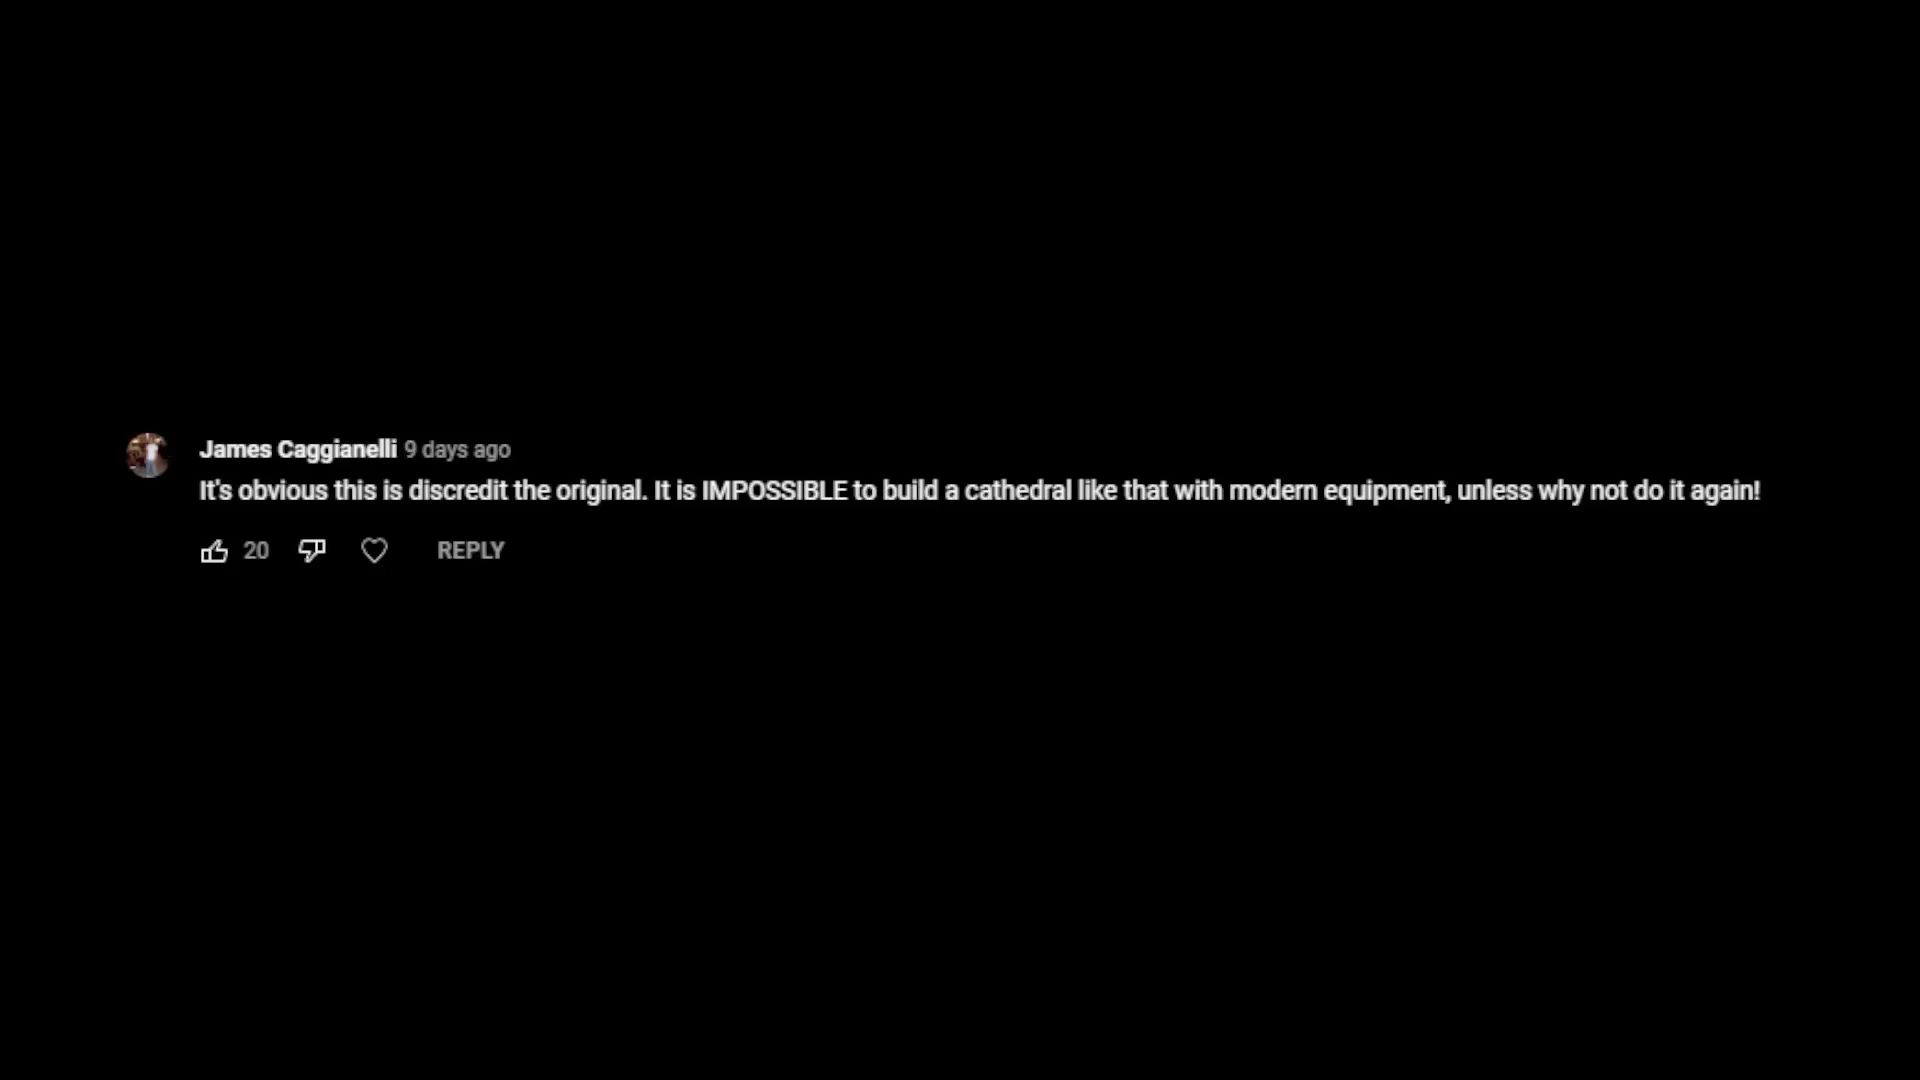 James Caggianelli 9 days ago
It's obvious this is discredit the original. It is IMPOSSIBLE to build a cathedral like that with modern equipment, unless why not do it again!
20 REPLY